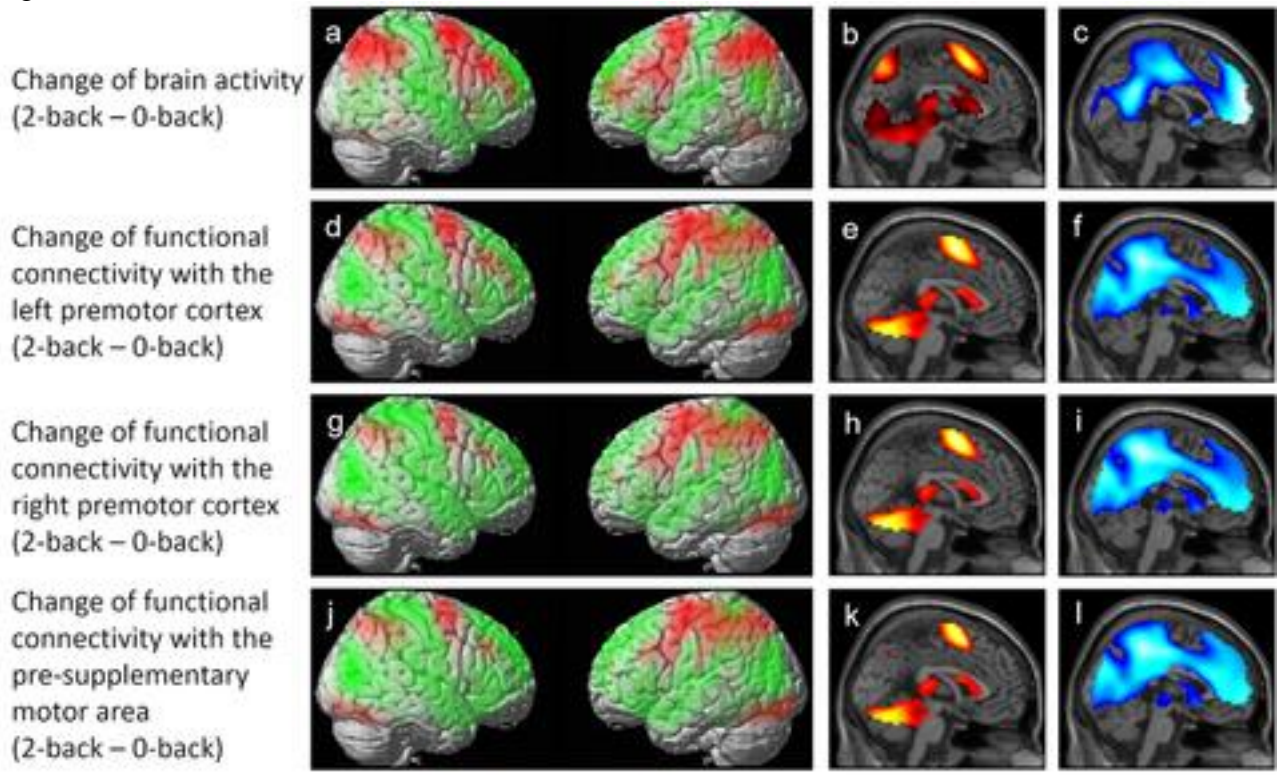 a
b
c
Change of brain activity
(2-back – 0-back)
d
e
f
Change of functional
connectivity with the
left premotor cortex
(2-back – 0-back)
g
h
i
Change of functional
connectivity with the
right premotor cortex
(2-back – 0-back)
j
k
l
Change of functional
connectivity with the
pre-supplementary
motor area
(2-back – 0-back)